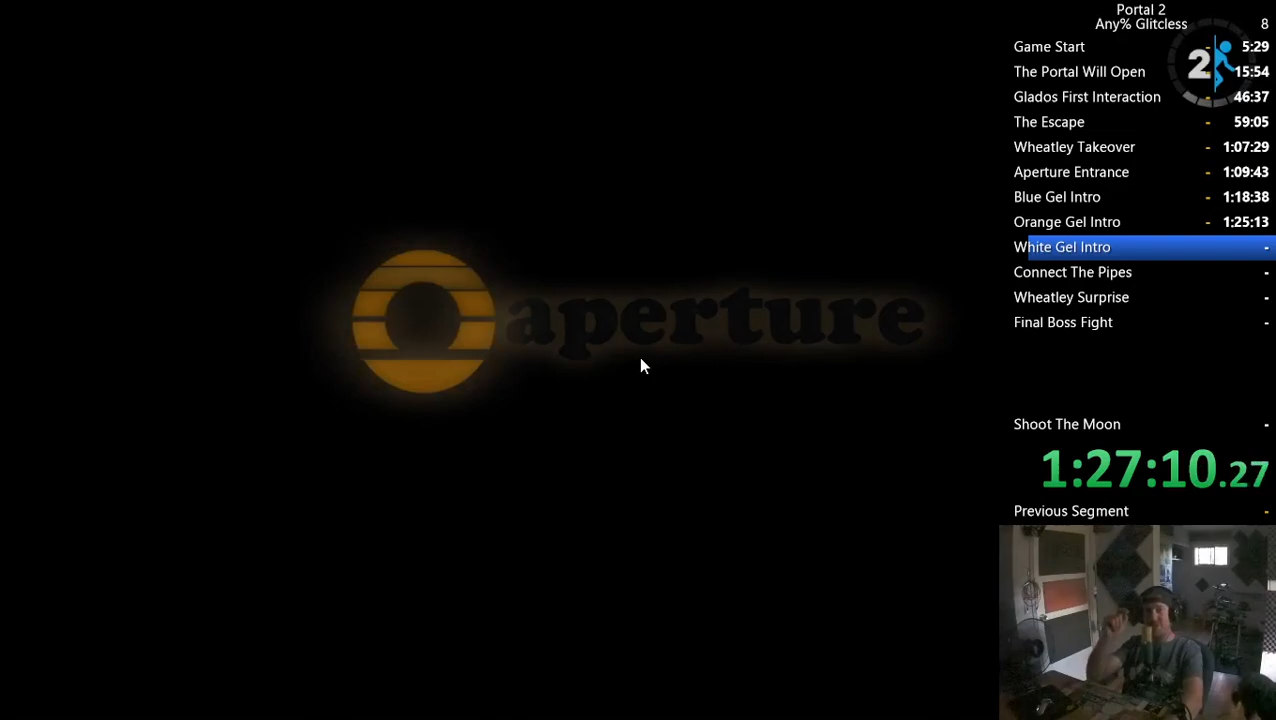 Portal 2
Any% Glitcless 8
Game Start - 5:29
The Portal Will Open - 15:54
Glados First Interaction - 46:37
The Escape - 59:05
Wheatley Takeover - 1:07:29
Aperture Entrance - 1:09:43
Blue Gel Intro - 1:18:38
Orange Gel Intro - 1:25:13
White Gel Intro -
Connect The Pipes -
Wheatley Surprise -
Final Boss Fight -
Shoot The Moon -
1:27:10.27
Previous Segment -
2
aperture